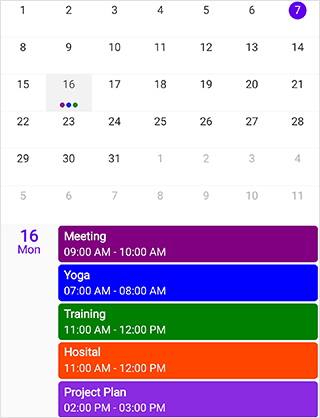 1 2 3 4 5 6 7
8 9 10 11 12 13 14
15 16 17 18 19 20 21
22 23 24 25 26 27 28
29 30 31 1 2 3 4
5 6 7 8 9 10 11
16
Mon
Meeting
09:00 AM - 10:00 AM
Yoga
07:00 AM - 08:00 AM
Training
11:00 AM - 12:00 PM
Hosital
11:00 AM - 12:00 PM
Project Plan
02:00 PM - 03:00 PM